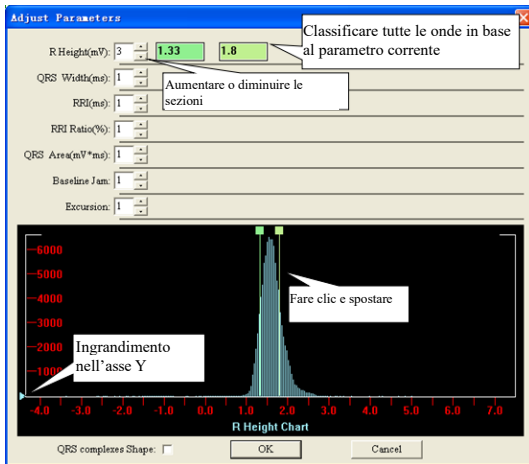 Adjust Parameters
R Height(mV): 3 1.33 1.8
Classificare tutte le onde in base
al parametro corrente
QRS Width(ms): 1
Aumentare o diminuire le
sezioni
RRI(ms): 1
RRI Ratio(%): 1
QRS Area(mV*ms): 1
Baseline Jam: 1
Excursion: 1
6000
5000
4000
3000
2000
1000
Fare clic e spostare
Ingrandimento
nell'asse Y
-4.0 -3.0 -2.0 -1.0 0.0 1.0 2.0 3.0 4.0 5.0 6.0 7.0
R Height Chart
QRS complexes Shape:
OK
Cancel